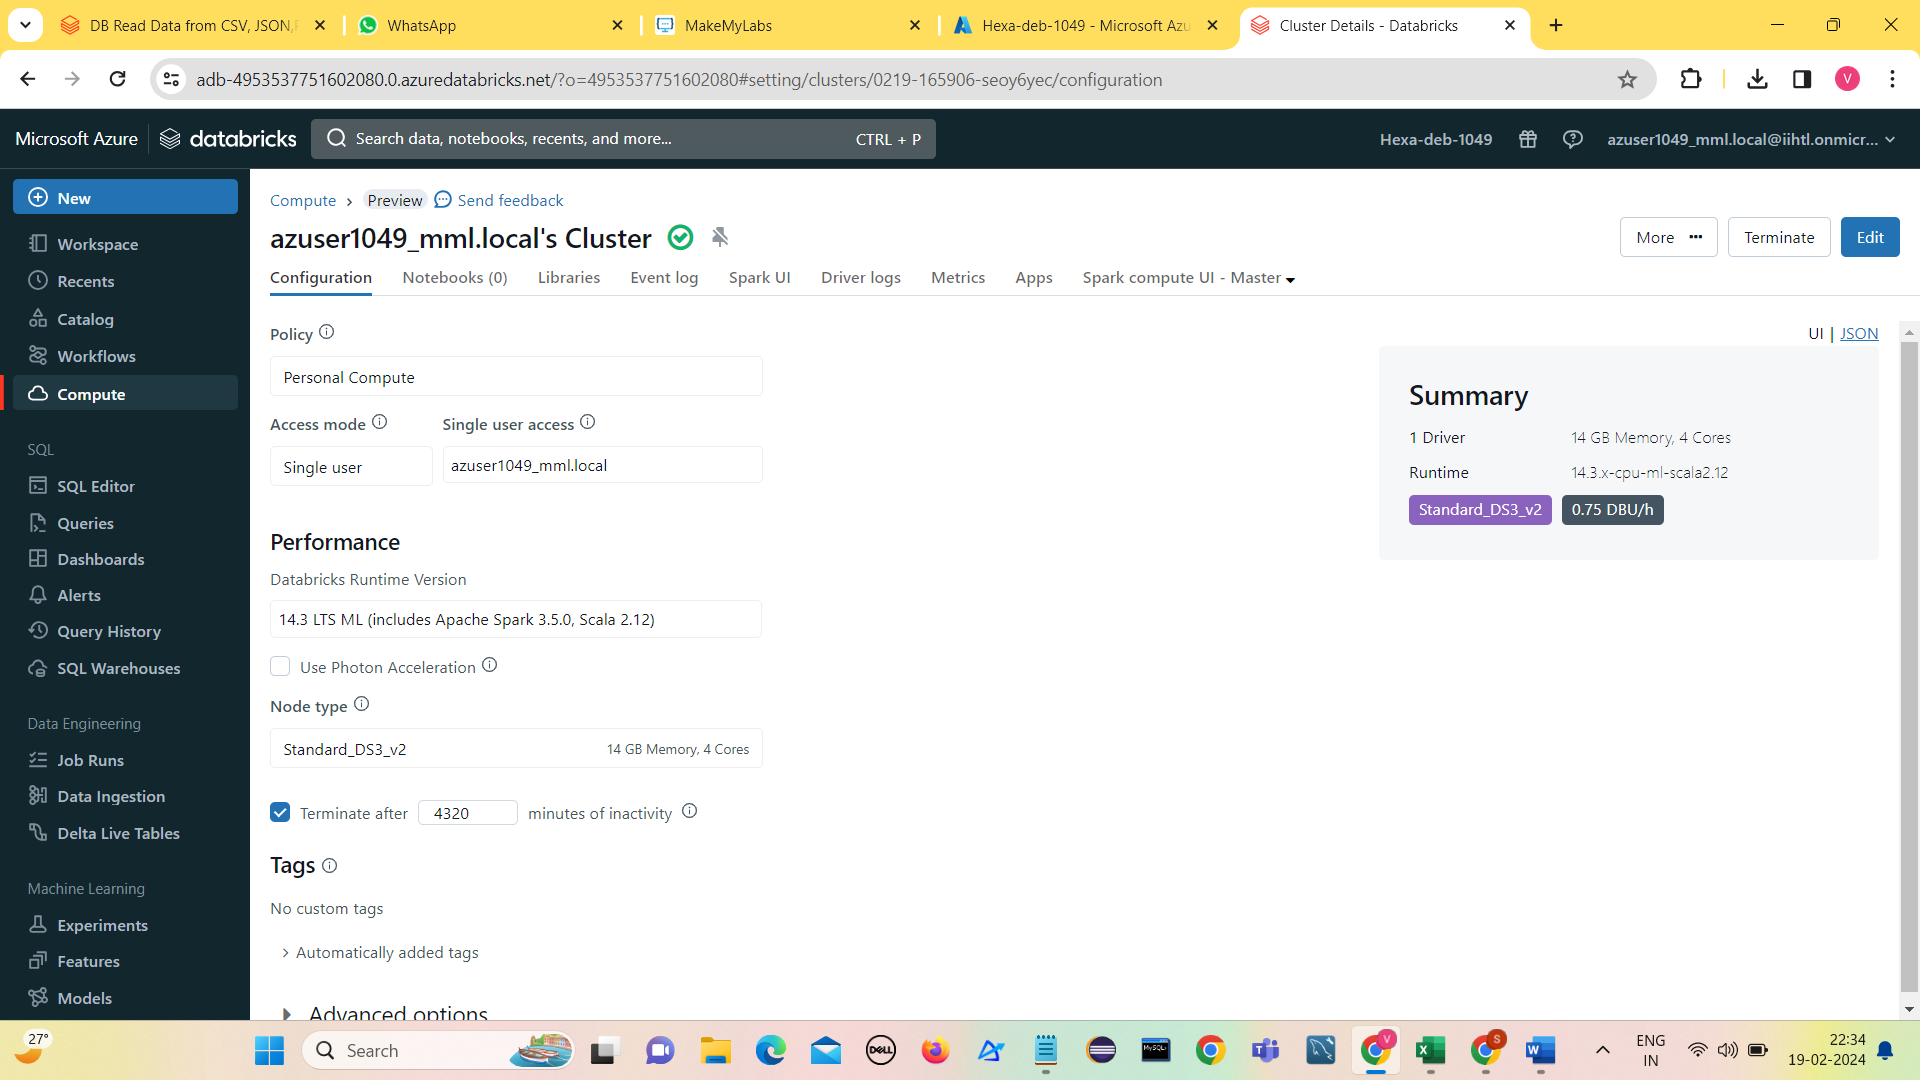 DB Read Data from CSV, JSON,
WhatsApp
MakeMyLabs
Hexa-deb-1049 - Microsoft Azu
Cluster Details - Databricks
adb-4953537751602080.0.azuredatabricks.net/?o=4953537751602080#setting/clusters/0219-165906-seoy6yec/configuration
V
Microsoft Azure
databricks
Search data, notebooks, recents, and more...
CTRL + P
Hexa-deb-1049
azuser1049_mml.local@iihtl.onmicr...
New
Workspace
Recents
Catalog
Workflows
Compute
SQL
SQL Editor
Queries
Dashboards
Alerts
Query History
SQL Warehouses
Data Engineering
Job Runs
Data Ingestion
Delta Live Tables
Machine Learning
Experiments
Features
Models
Compute > Preview Send feedback
azuser1049_mml.local's Cluster
More ...
Terminate
Edit
Configuration
Notebooks (0)
Libraries
Event log
Spark UI
Driver logs
Metrics
Apps
Spark compute UI - Master
UI | JSON
Policy
Personal Compute
Access mode
Single user access
Single user
azuser1049_mml.local
Performance
Databricks Runtime Version
14.3 LTS ML (includes Apache Spark 3.5.0, Scala 2.12)
Use Photon Acceleration
Node type
Standard_DS3_v2
14 GB Memory, 4 Cores
Terminate after 4320 minutes of inactivity
Tags
No custom tags
> Automatically added tags
Advanced options
Summary
1 Driver
14 GB Memory, 4 Cores
Runtime
14.3.x-cpu-ml-scala2.12
Standard_DS3_v2
0.75 DBU/h
27°
Search
DELL
MySQL
V
S
ENG
IN
22:34
19-02-2024